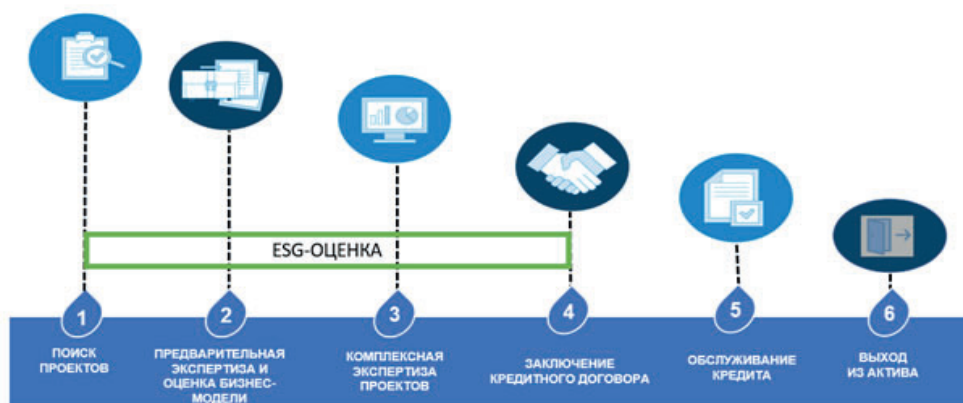 ESG-ОЦЕНКА
1
ПОИСК
ПРОЕКТОВ
2
ПРЕДВАРИТЕЛЬНАЯ
ЭКСПЕРТИЗА И
ОЦЕНКА БИЗНЕС-
МОДЕЛИ
3
КОМПЛЕКСНАЯ
ЭКСПЕРТИЗА
ПРОЕКТОВ
4
ЗАКЛЮЧЕНИЕ
КРЕДИТНОГО ДОГОВОРА
5
ОБСЛУЖИВАНИЕ
КРЕДИТА
6
ВЫХОД
ИЗ АКТИВА